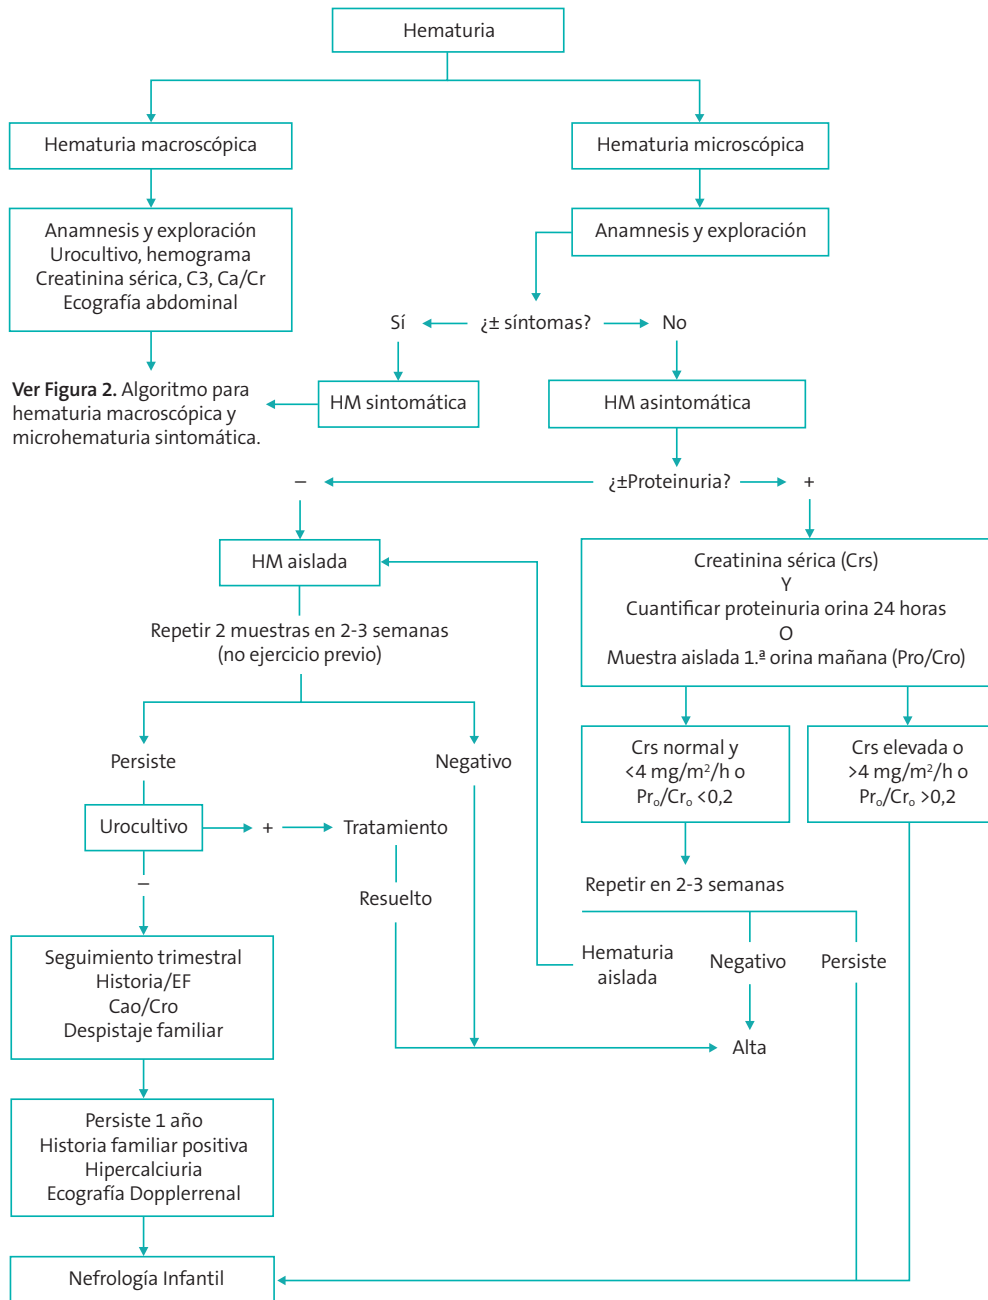 Hematuria
Hematuria macroscópica
Hematuria microscópica
Anamnesis y exploración
Urocultivo, hemograma
Creatinina sérica, C3, Ca/Cr
Ecografía abdominal
Anamnesis y exploración
Sí
¿± síntomas?
No
Ver Figura 2. Algoritmo para
hematuria macroscópica y
microhematuria sintomática.
HM sintomática
HM asintomática
–
¿±Proteinuria?
+
HM aislada
Creatinina sérica (Crs)
Y
Cuantificar proteinuria orina 24 horas
O
Muestra aislada 1.ª orina mañana (Pro/Cro)
Repetir 2 muestras en 2-3 semanas
(no ejercicio previo)
Persiste
Negativo
Crs normal y
<4 mg/m²/h o
Prₒ/Crₒ <0,2
Crs elevada o
>4 mg/m²/h o
Prₒ/Crₒ >0,2
Urocultivo
+
Tratamiento
–
Resuelto
Repetir en 2-3 semanas
Seguimiento trimestral
Historia/EF
Cao/Cro
Despistaje familiar
Hematuria
aislada
Negativo
Persiste
Alta
Persiste 1 año
Historia familiar positiva
Hipercalciuria
Ecografía Dopplerrenal
Nefrología Infantil